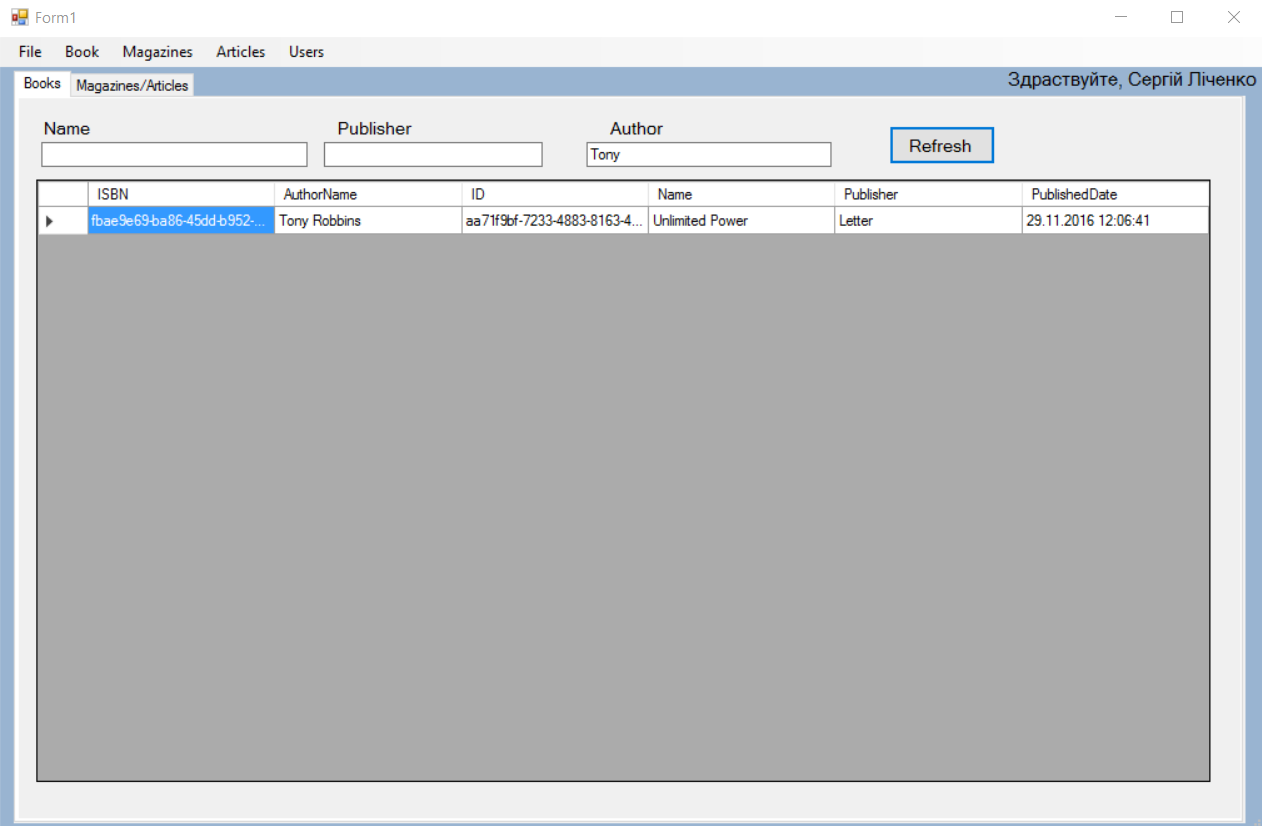 Form1
File Book Magazines Articles Users
Books Magazines/Articles Здраствуйте, Сергій Ліченко
Name Publisher Author
Refresh
Tony
ISBN AuthorName ID Name Publisher PublishedDate
fbae9e69-ba86-45dd-b952-... Tony Robbins aa71f9bf-7233-4883-8163-4... Unlimited Power Letter 29.11.2016 12:06:41